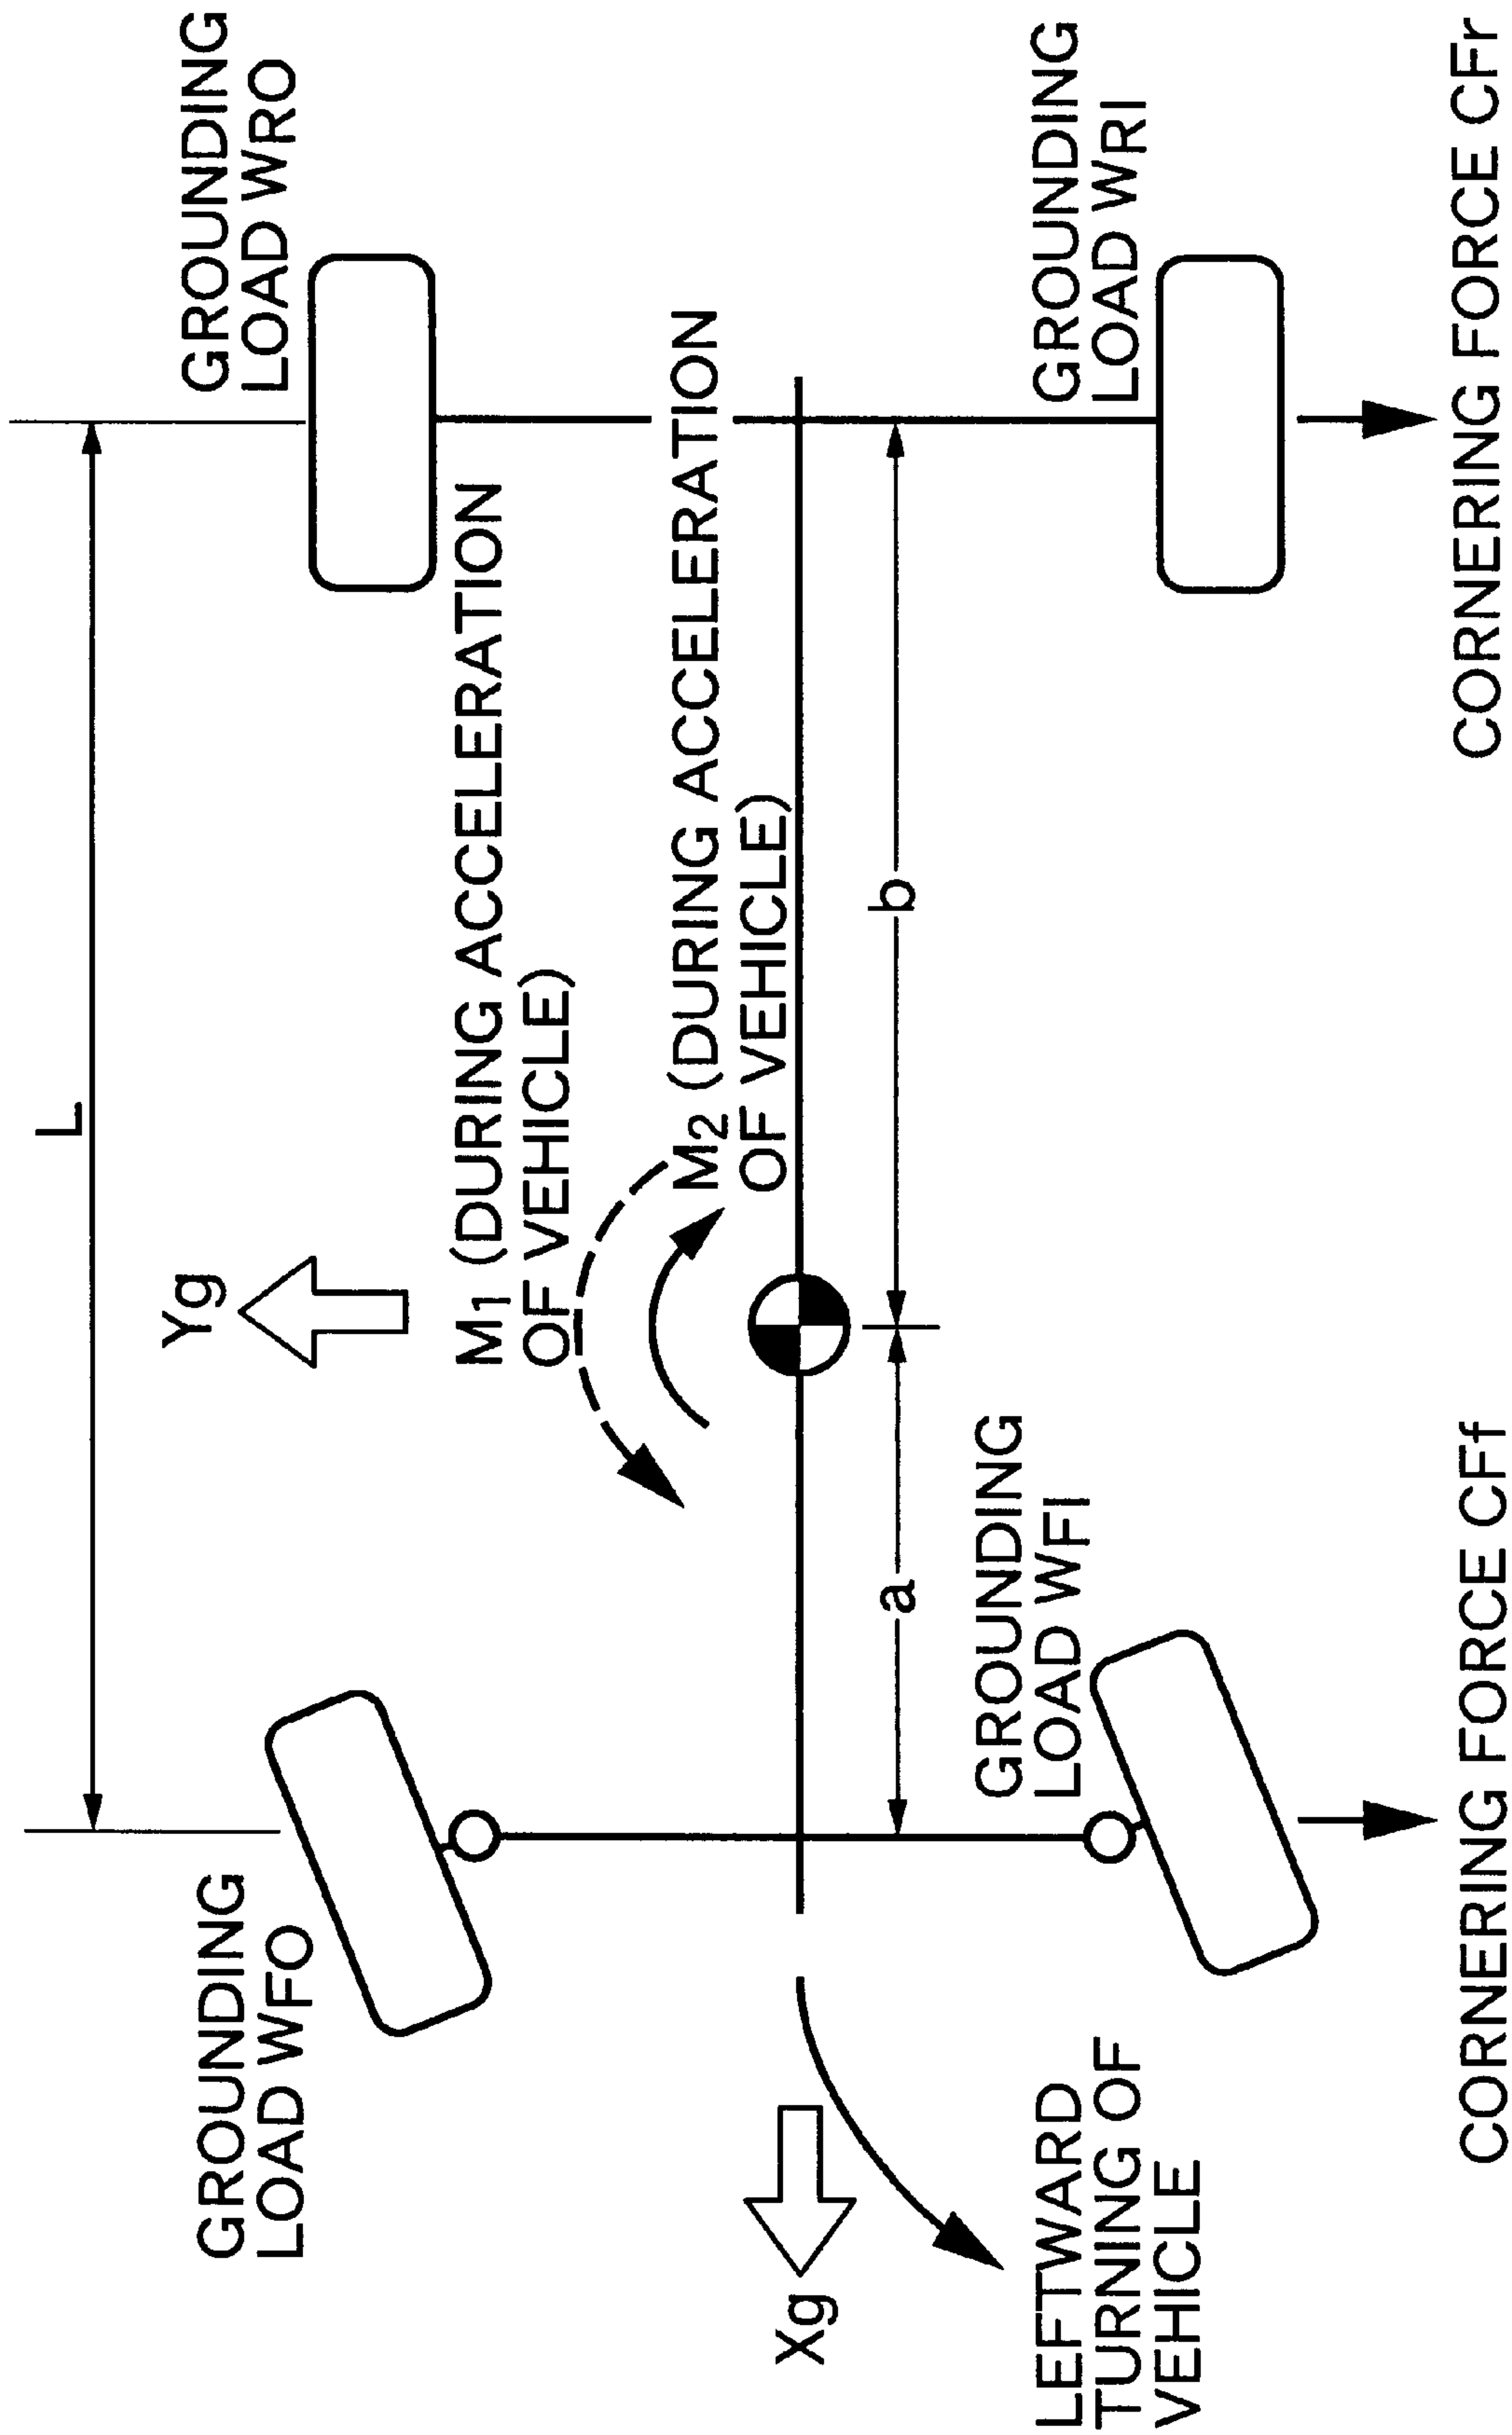 L
Yg
GROUNDING
LOAD WFO
GROUNDING
LOAD WRO
M1 (DURING ACCELERATION
OF VEHICLE)
M2 (DURING ACCELERATION
OF VEHICLE)
Xg
a
b
LEFTWARD
TURNING OF
VEHICLE
GROUNDING
LOAD WFI
GROUNDING
LOAD WRI
CORNERING FORCE CFf
CORNERING FORCE CFr